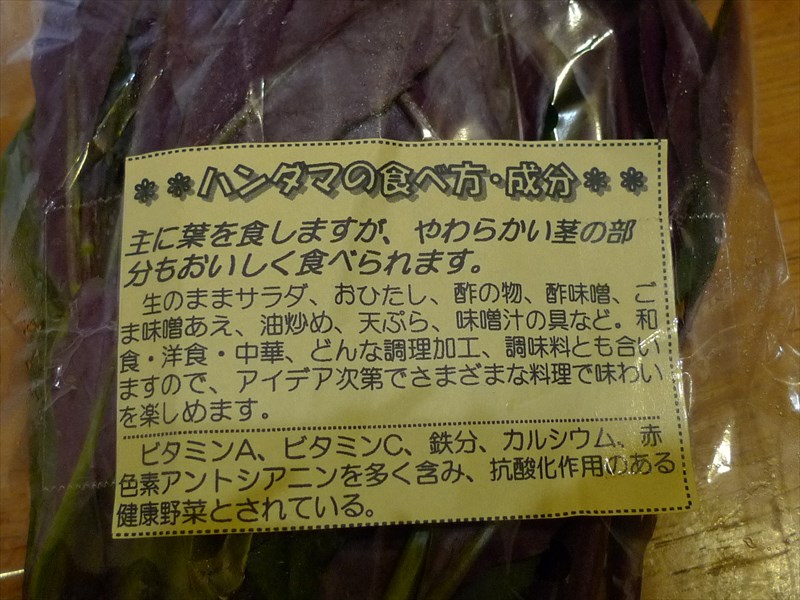 ❃❃ハンダマの食べ方・成分❃❃
主に葉を食しますが、やわらかい茎の部
分もおいしく食べられます。
生のままサラダ、おひたし、酢の物、酢味噌、ご
ま味噌あえ、油炒め、天ぷら、味噌汁の具など。和
食・洋食・中華、どんな調理加工、調味料とも合い
ますので、アイデア次第でさまざまな料理で味わい
を楽しめます。
ビタミンA、ビタミンC、鉄分、カルシウム、赤
色素アントシアニンを多く含み、抗酸化作用のある
健康野菜とされている。